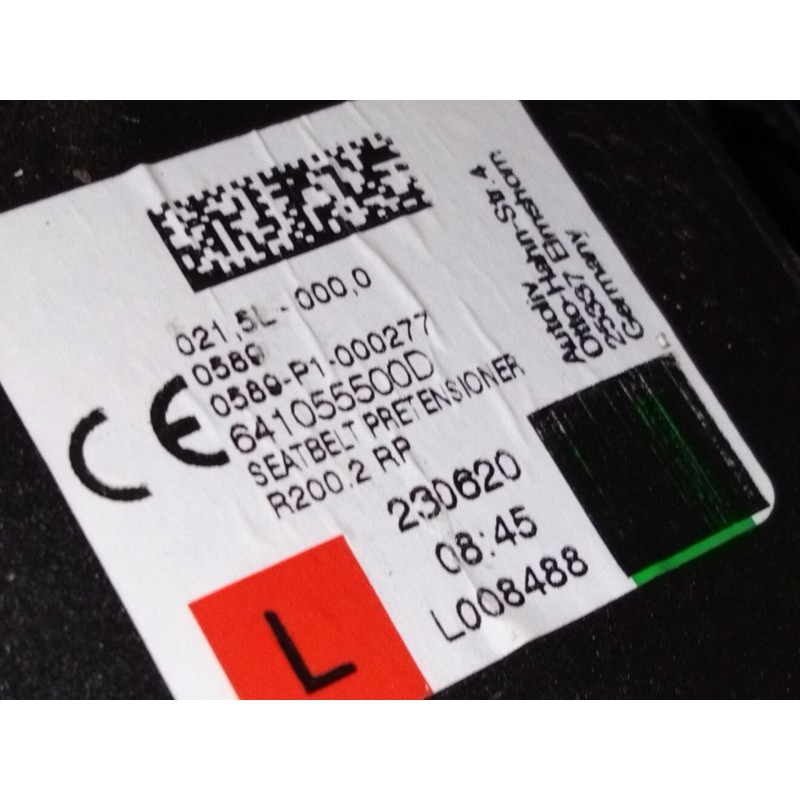 021,5L-000,0
0589
0589-P1-000277
CE
641055500D
SEATBELT PRETENSIONER
R200.2 RP
230620
08:45
L008488
L
Autoliv
Otto-Hahn-Str. 4
25337 Elmshorn
Germany